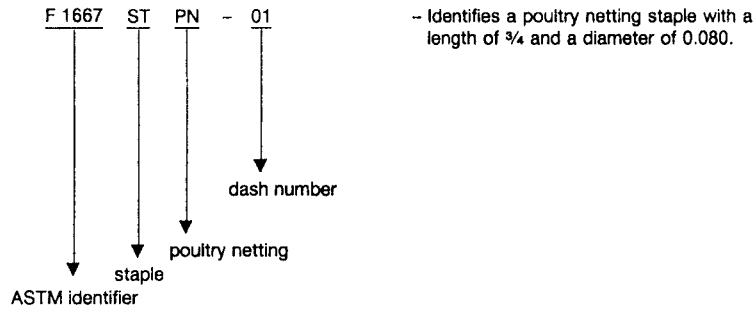 F 1667 ST PN - 01
- Identifies a poultry netting staple with a
length of 3/4 and a diameter of 0.080.
dash number
poultry netting
staple
ASTM identifier